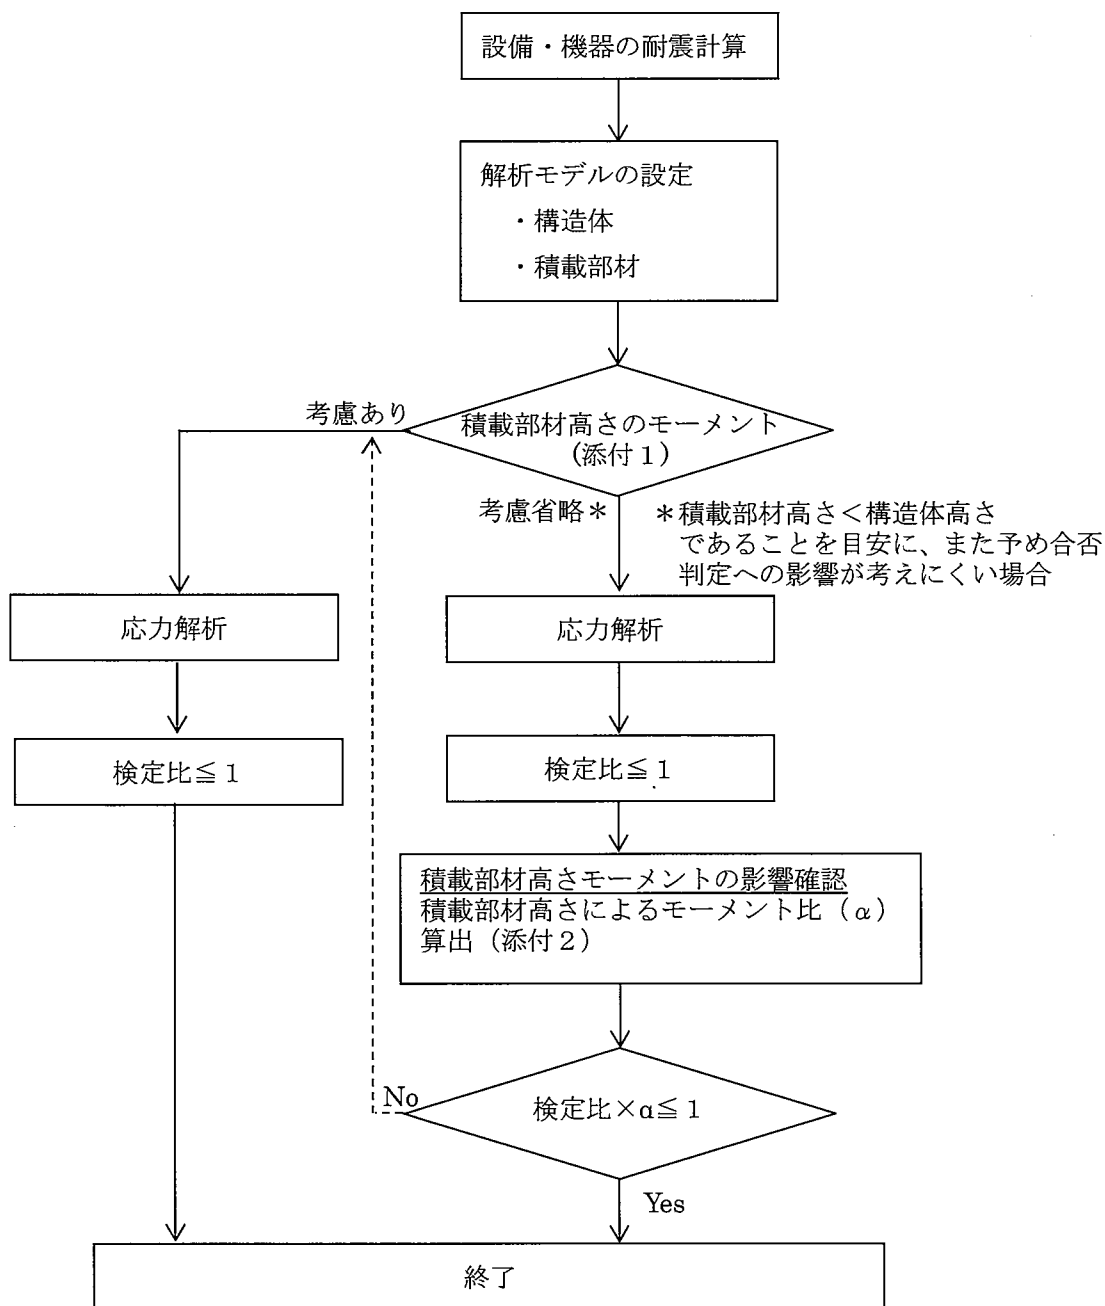 設備・機器の耐震計算
解析モデルの設定
・構造体
・積載部材
考慮あり
積載部材高さのモーメント
(添付1)
考慮省略＊
＊積載部材高さ＜構造体高さ
であることを目安に、また予め合否
判定への影響が考えにくい場合
応力解析
応力解析
検定比≦1
検定比≦1
積載部材高さモーメントの影響確認
積載部材高さによるモーメント比（α）
算出（添付2）
No
検定比×α≦1
Yes
終了